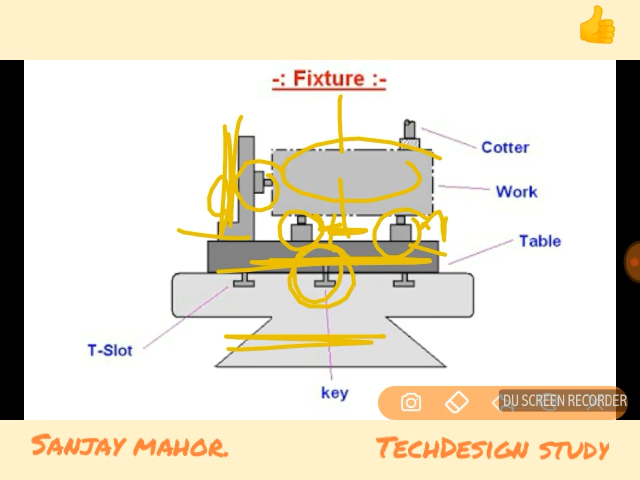 -: Fixture :-
Cotter
Work
Table
T-Slot
key
DU SCREEN RECORDER
SANJAY MAHOR.
TECHDESIGN STUDY